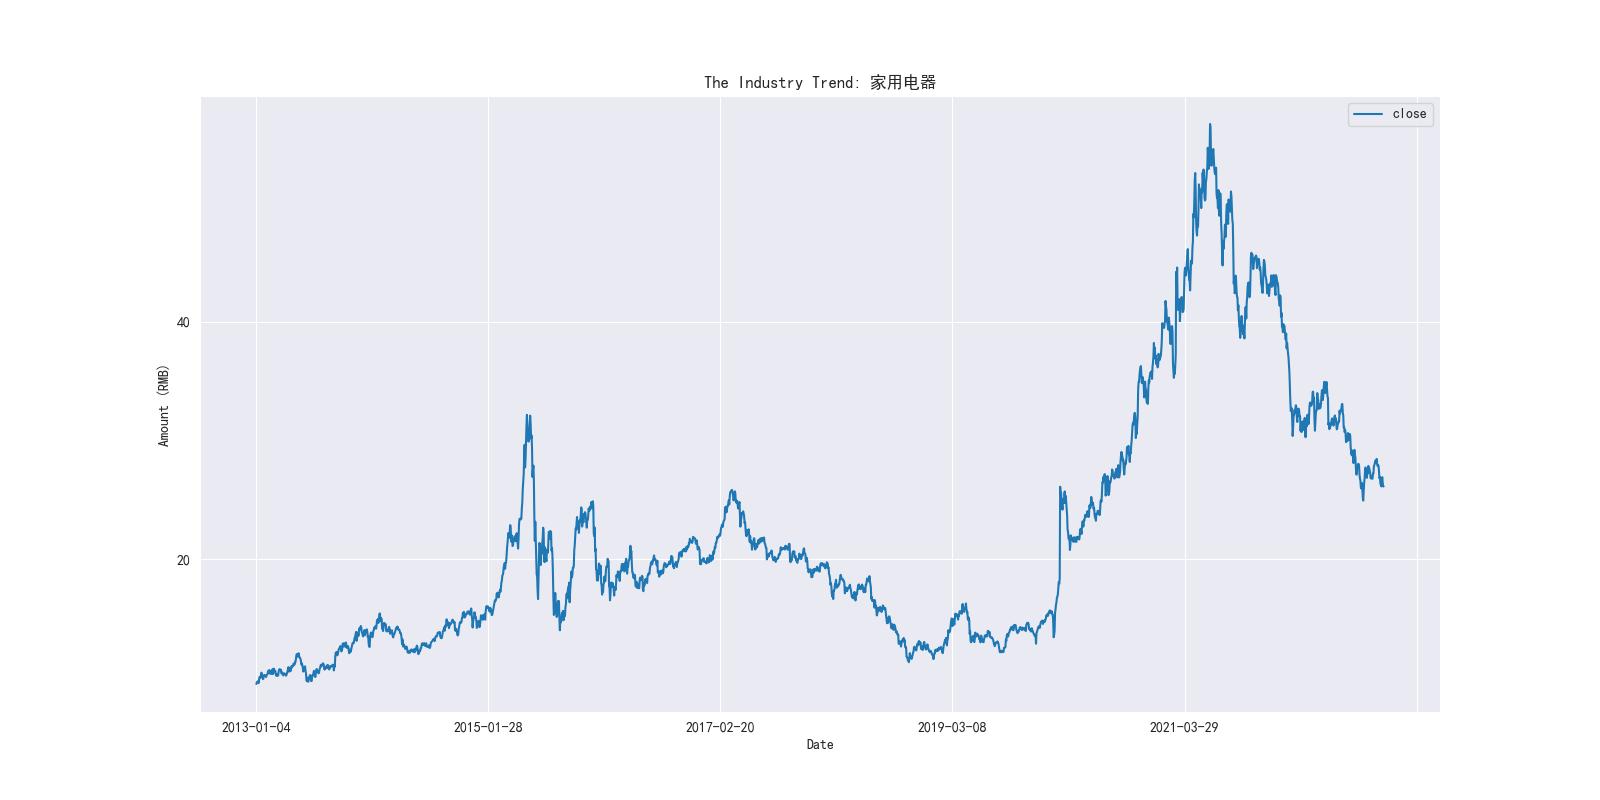 The Industry Trend: 家用电器
close
40
20
Amount (RMB)
2013-01-04
2015-01-28
2017-02-20
2019-03-08
2021-03-29
Date